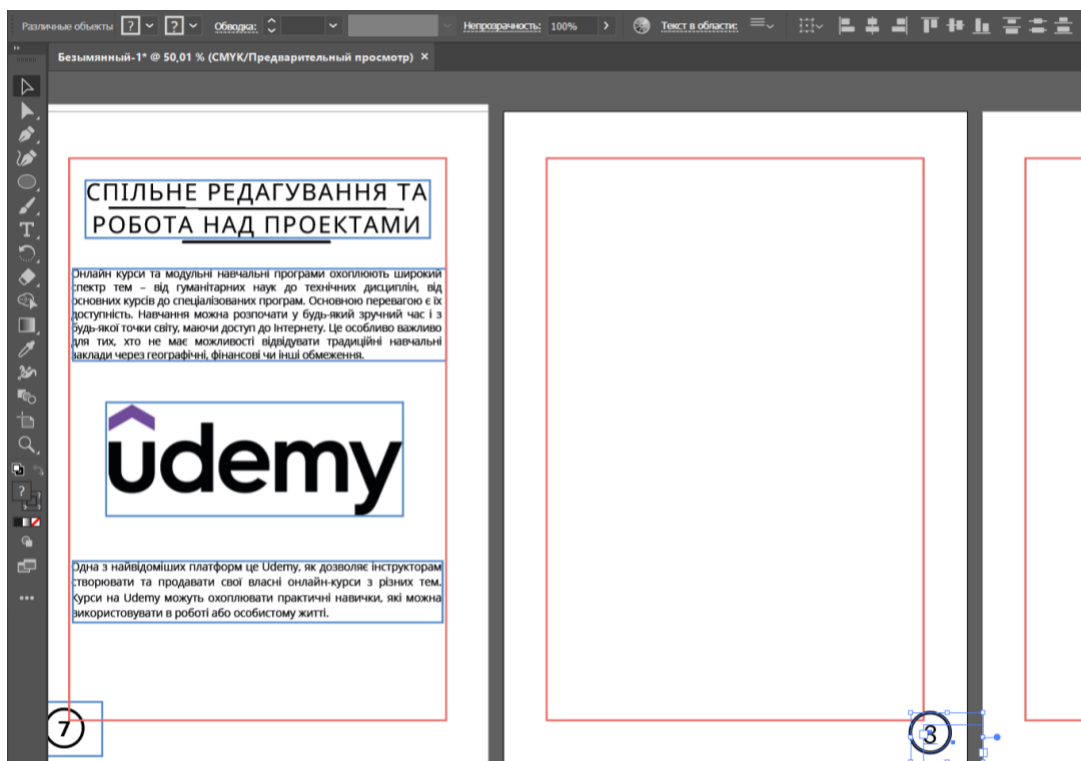 Различные объекты ? ? Обводка: Непрозрачность: 100% Текст в области:
Безымянный-1* @ 50,01 % (CMYK/Предварительный просмотр) ×
СПІЛЬНЕ РЕДАГУВАННЯ ТА
РОБОТА НАД ПРОЕКТАМИ
Онлайн курси та модульні навчальні програми охоплюють широкий
спектр тем – від гуманітарних наук до технічних дисциплін, від
основних курсів до спеціалізованих програм. Основною перевагою є їх
доступність. Навчання можна розпочати у будь-який зручний час і з
будь-якої точки світу, маючи доступ до Інтернету. Це особливо важливо
для тих, хто не має можливості відвідувати традиційні навчальні
заклади через географічні, фінансові чи інші обмеження.
udemy
Одна з найвідоміших платформ це Udemy, як дозволяє інструкторам
створювати та продавати свої власні онлайн-курси з різних тем.
Курси на Udemy можуть охоплювати практичні навички, які можна
використовувати в роботі або особистому житті.
?
7
3